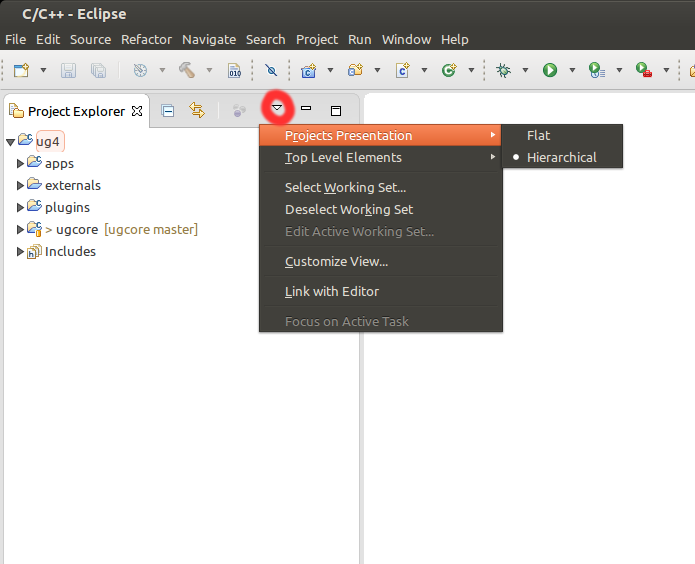 C/C++ - Eclipse
File Edit Source Refactor Navigate Search Project Run Window Help
010
Project Explorer
ug4
apps
externals
plugins
> ugcore [ugcore master]
Includes
Projects Presentation
Top Level Elements
Select Working Set...
Deselect Working Set
Edit Active Working Set...
Customize View...
Link with Editor
Focus on Active Task
Flat
Hierarchical